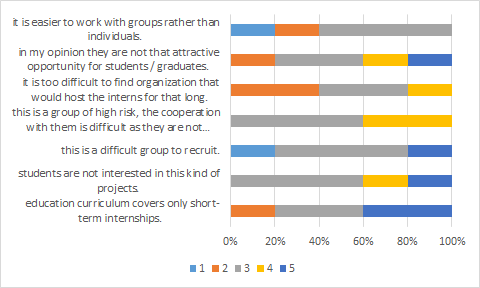 it is easier to work with groups rather than
individuals.
in my opinion they are not that attractive
opportunity for students / graduates.
it is too difficult to find organization that
would host the interns for that long.
this is a group of high risk, the cooperation
with them is difficult as they are not...
this is a difficult group to recruit.
students are not interested in this kind of
projects.
education curriculum covers only short-
term internships.
0% 20% 40% 60% 80% 100%
1 2 3 4 5